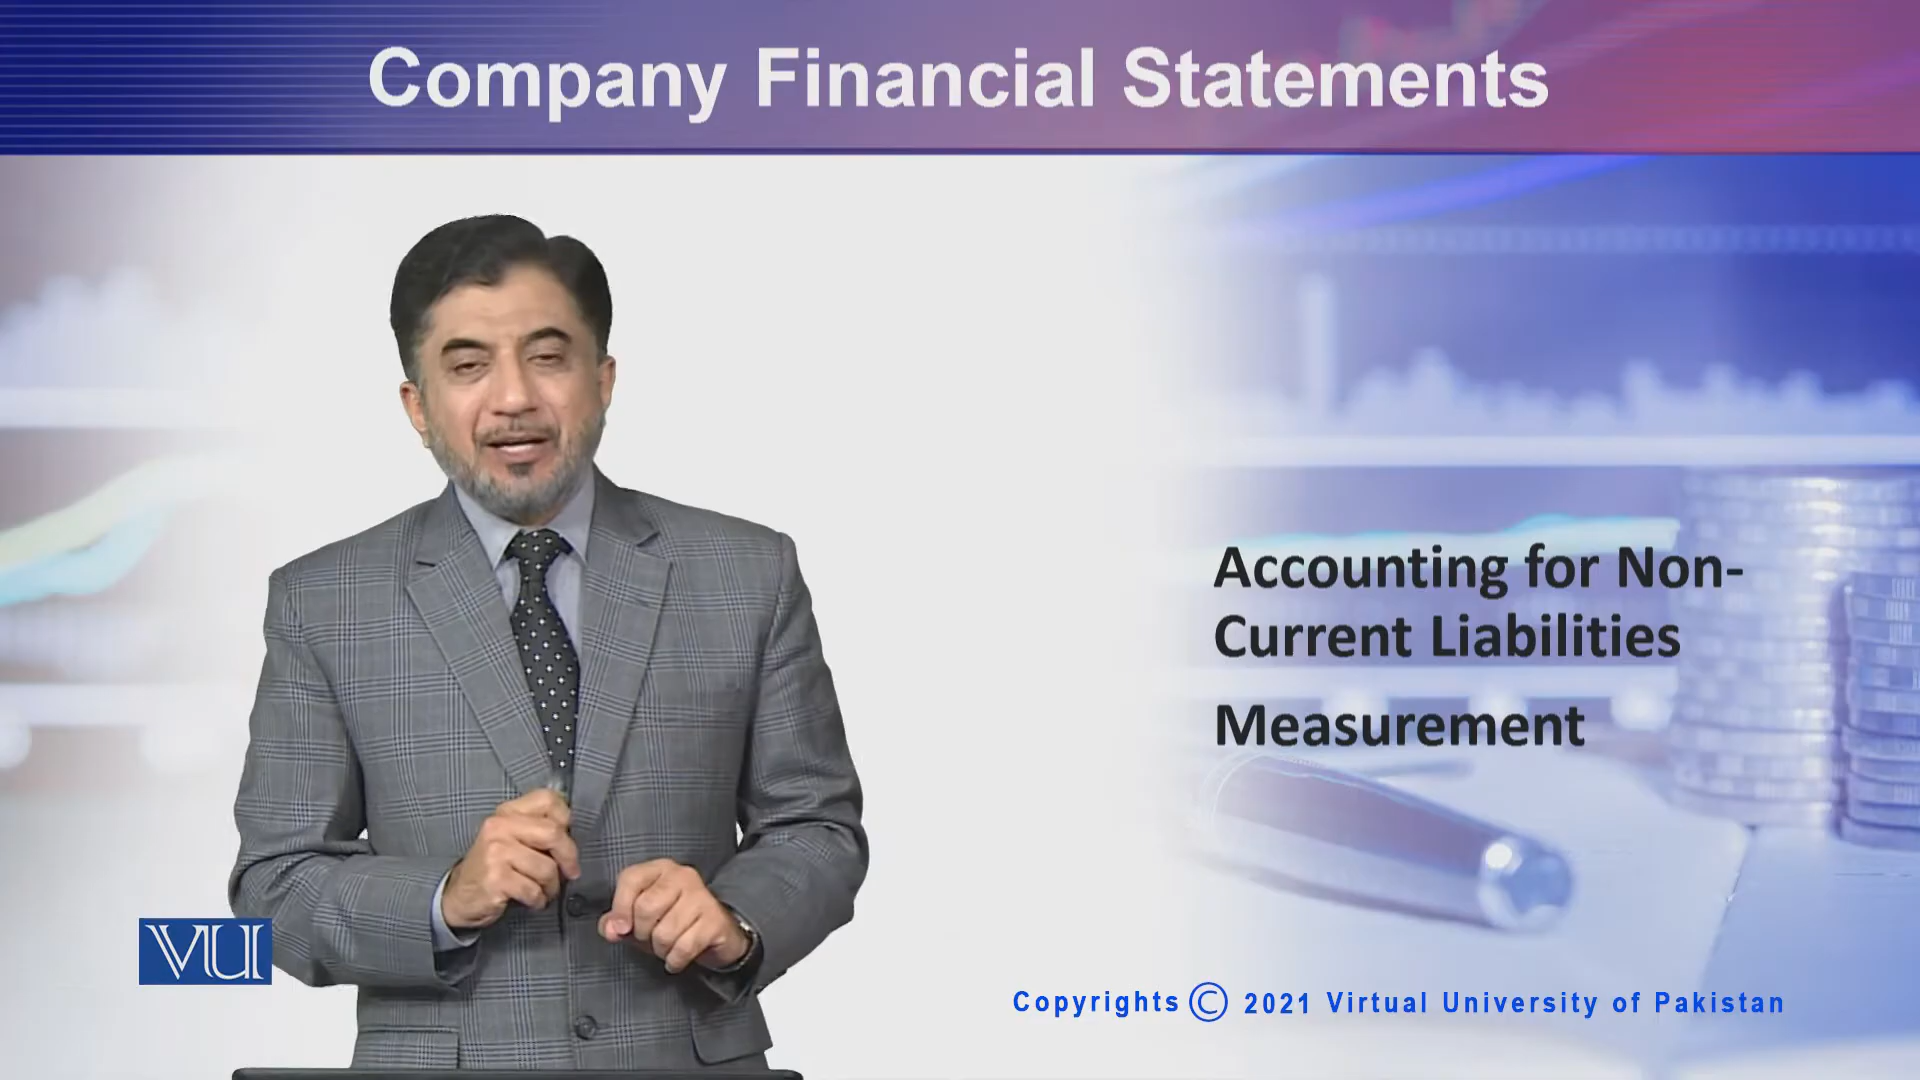 Company Financial Statements
Accounting for Non-
Current Liabilities
Measurement
VU
Copyrights © 2021 Virtual University of Pakistan